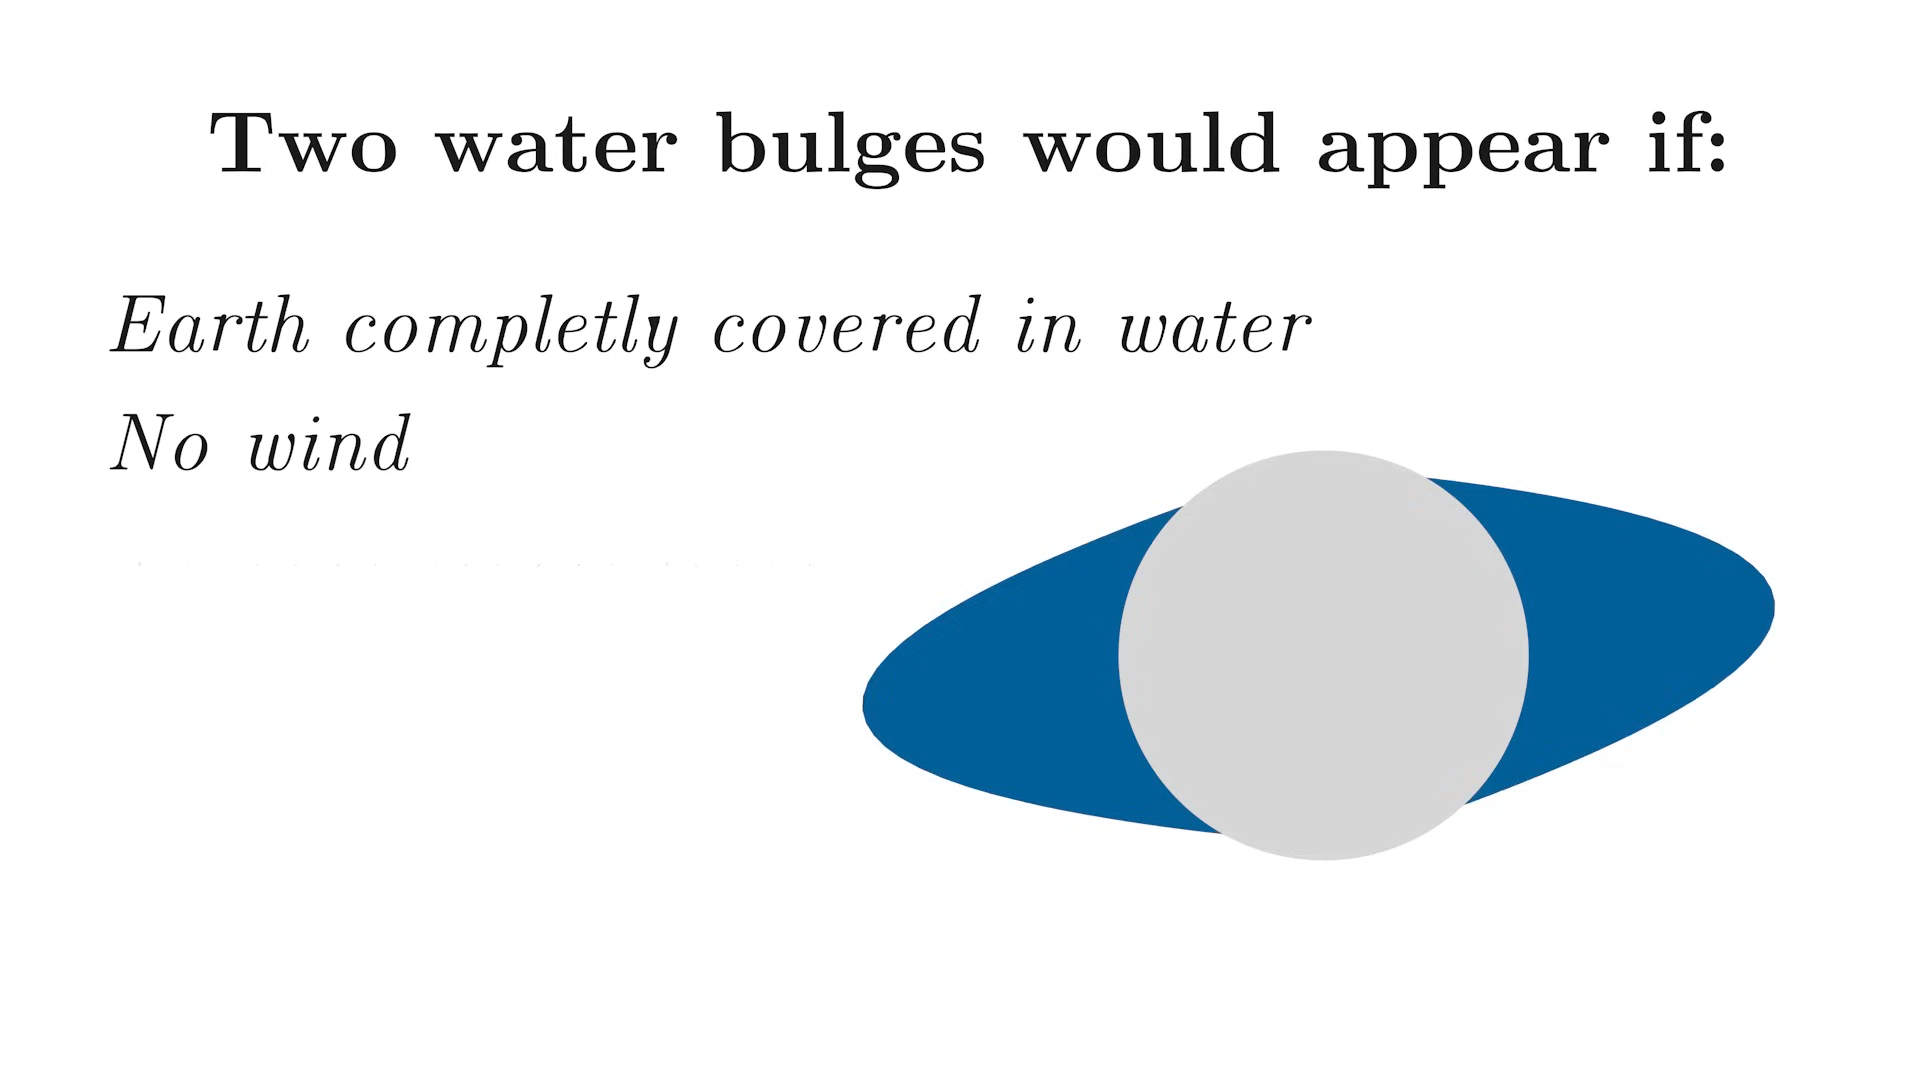 Two water bulges would appear if:
Earth completly covered in water
No wind